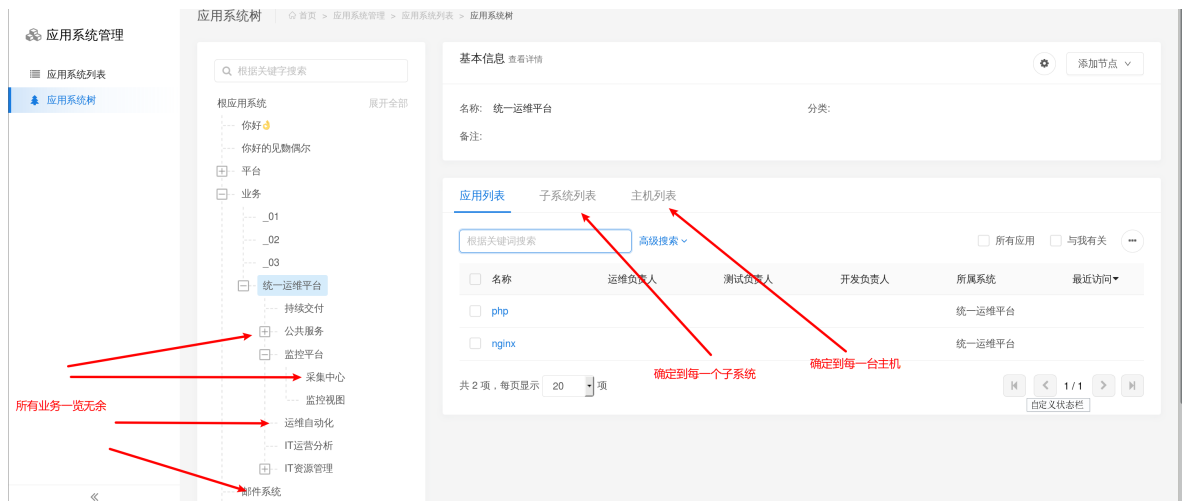 应用系统管理
应用系统列表
应用系统树
应用系统树
首页 > 应用系统管理 > 应用系统列表 > 应用系统树
根据关键字搜索
根应用系统 展开全部
你好👌
平台
业务
_01
_02
_03
统一运维平台
持续交付
公共服务
监控平台
采集中心
监控视图
运维自动化
IT运营分析
IT资源管理
邮件系统
所有业务一览无余
基本信息 查看详情
添加节点
名称: 统一运维平台 分类:
备注:
应用列表 子系统列表 主机列表
根据关键词搜索 高级搜索 所有应用 与我有关
名称 运维负责人 测试负责人 开发负责人 所属系统 最近访问
php 统一运维平台
nginx 统一运维平台
确定到每一个子系统
确定到每一台主机
共 2 项，每页显示 20 项 1 / 1
自定义状态栏